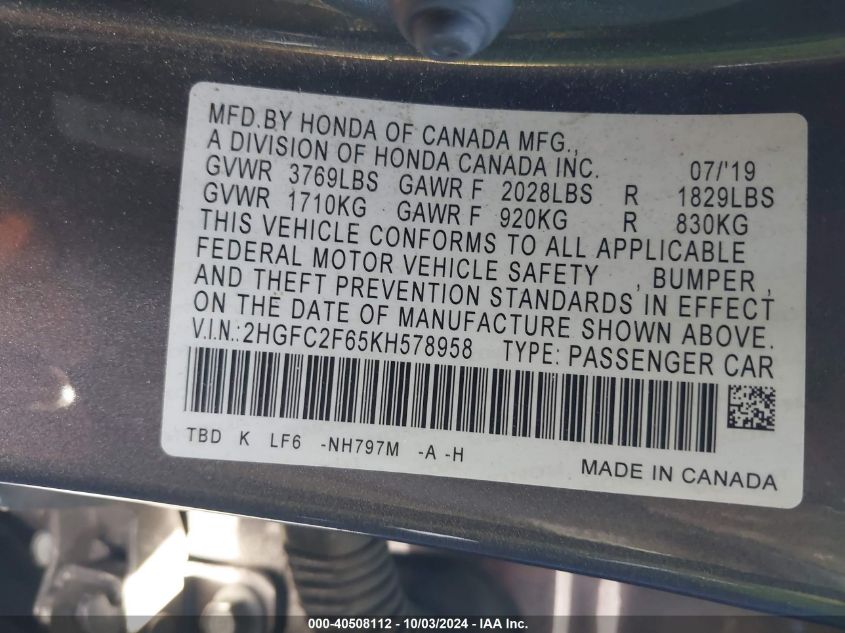 MFD.BY HONDA OF CANADA MFG.,
A DIVISION OF HONDA CANADA INC. 07/'19
GVWR 3769LBS GAWR F 2028LBS R 1829LBS
GVWR 1710KG GAWR F 920KG R 830KG
THIS VEHICLE CONFORMS TO ALL APPLICABLE
FEDERAL MOTOR VEHICLE SAFETY , BUMPER ,
AND THEFT PREVENTION STANDARDS IN EFFECT
ON THE DATE OF MANUFACTURE SHOWN ABOVE.
V.I.N.:2HGFC2F65KH578958 TYPE: PASSENGER CAR
TBD K LF6 -NH797M -A -H
MADE IN CANADA
000-40508112 - 10/03/2024 - IAA Inc.